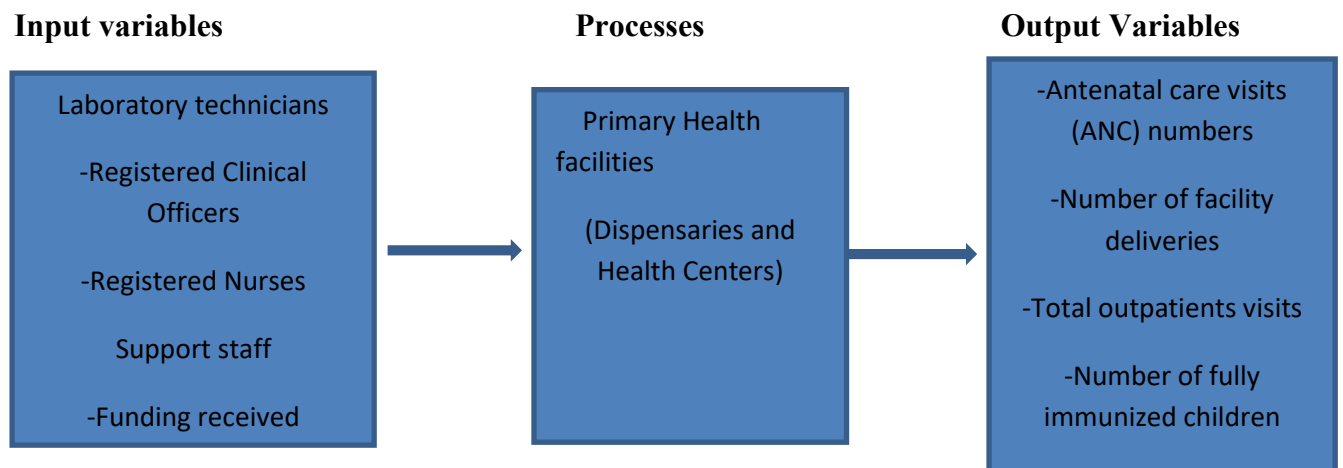 Input variables
Processes
Output Variables
Laboratory technicians
-Registered Clinical
Officers
-Registered Nurses
Support staff
-Funding received
Primary Health
facilities
(Dispensaries and
Health Centers)
-Antenatal care visits
(ANC) numbers
-Number of facility
deliveries
-Total outpatients visits
-Number of fully
immunized children